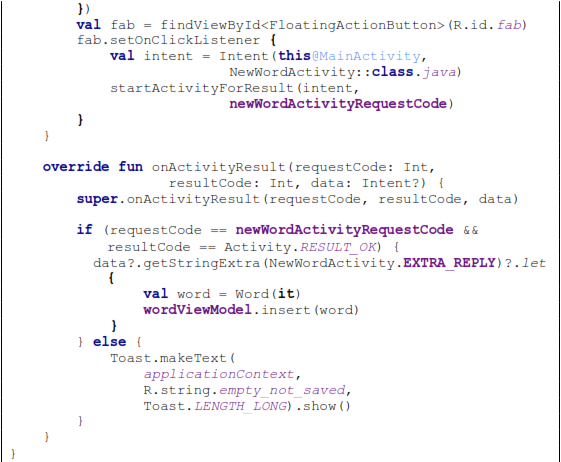 })
        val fab = findViewById<FloatingActionButton>(R.id.fab)
        fab.setOnClickListener {
            val intent = Intent(this@MainActivity,
                          NewWordActivity::class.java)
            startActivityForResult(intent,
                          newWordActivityRequestCode)
        }
    }

    override fun onActivityResult(requestCode: Int,
                   resultCode: Int, data: Intent?) {
        super.onActivityResult(requestCode, resultCode, data)

        if (requestCode == newWordActivityRequestCode &&
            resultCode == Activity.RESULT_OK) {
          data?.getStringExtra(NewWordActivity.EXTRA_REPLY)?.let
            {
                val word = Word(it)
                wordViewModel.insert(word)
            }
        } else {
            Toast.makeText(
                applicationContext,
                R.string.empty_not_saved,
                Toast.LENGTH_LONG).show()
        }
    }
}